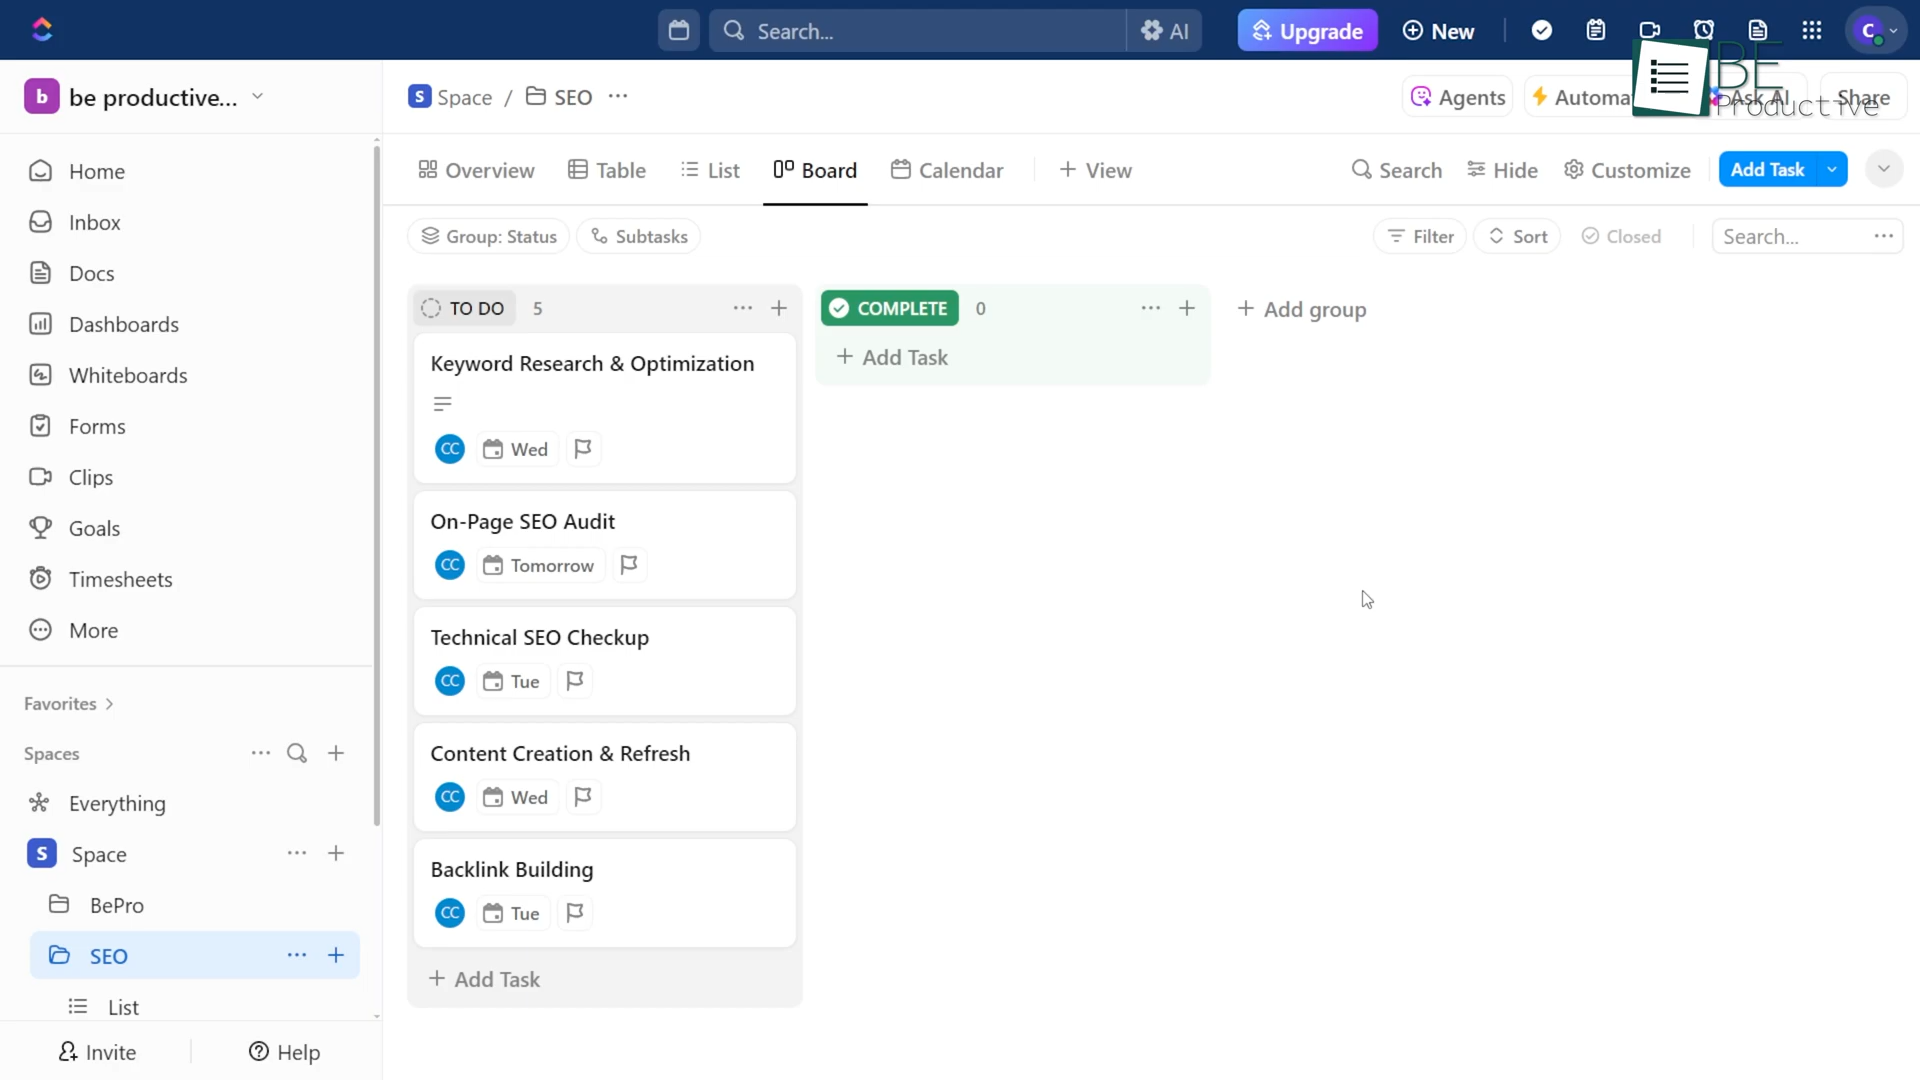 Search...
AI
Upgrade
New
C
b
be productive...
S
Space / SEO
Agents
Automa
Ask AI
Share
BE
Productive
Home
Inbox
Docs
Dashboards
Whiteboards
Forms
Clips
Goals
Timesheets
More
Favorites
Spaces
Everything
S
Space
BePro
SEO
List
Invite
Help
Overview
Table
List
Board
Calendar
View
Search
Hide
Customize
Add Task
Group: Status
Subtasks
Filter
Sort
Closed
Search...
TO DO 5
Keyword Research & Optimization
CC Wed
On-Page SEO Audit
CC Tomorrow
Technical SEO Checkup
CC Tue
Content Creation & Refresh
CC Wed
Backlink Building
CC Tue
+ Add Task
COMPLETE 0
+ Add Task
+ Add group